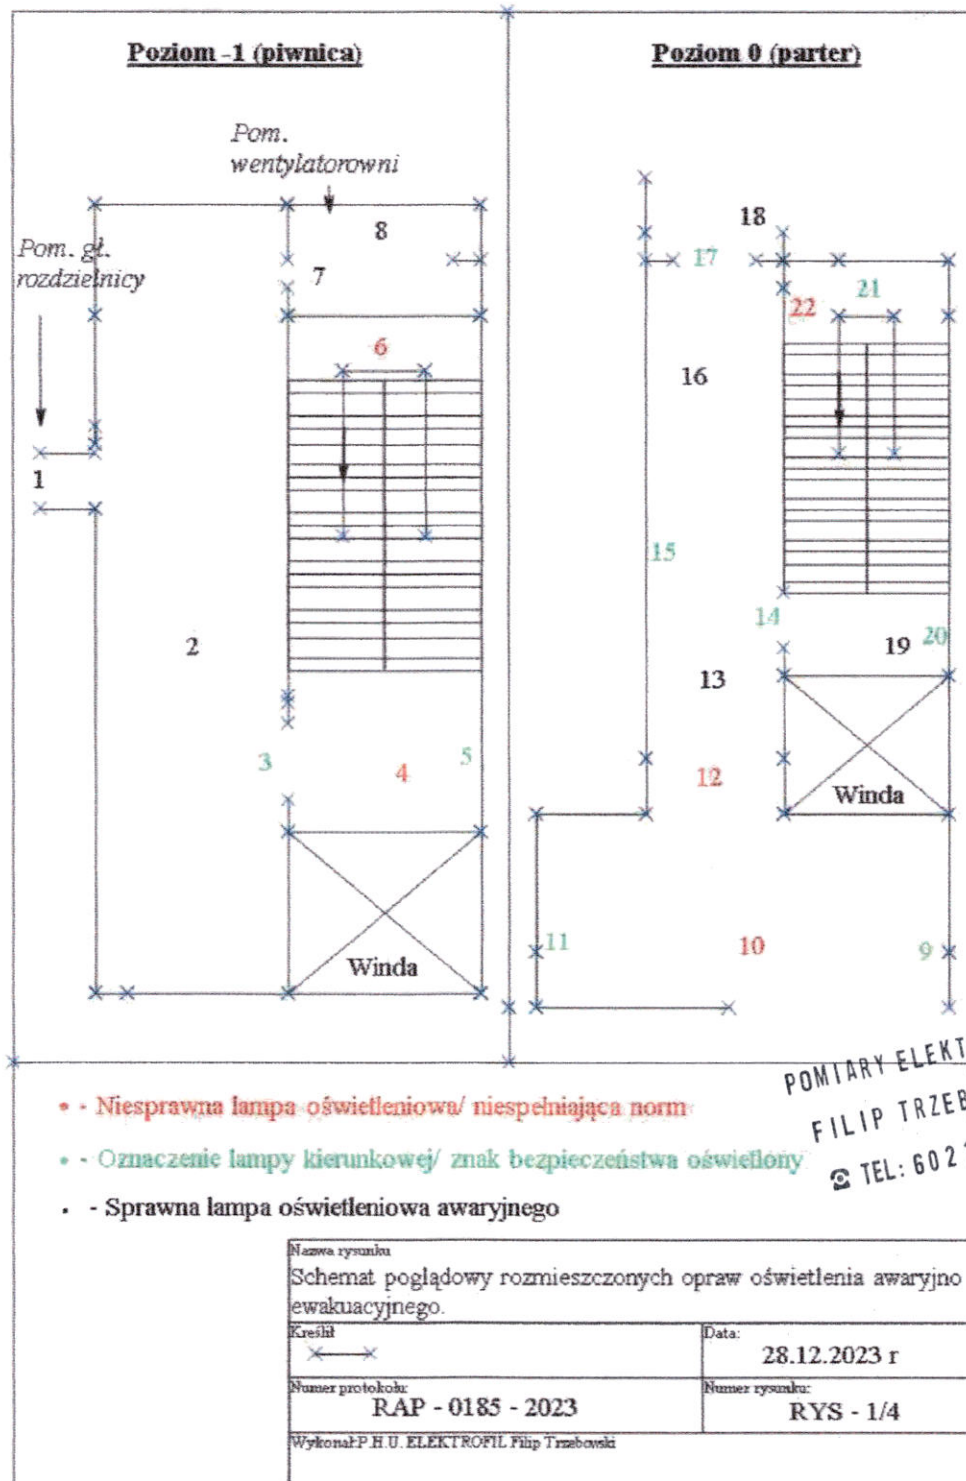 Poziom -1 (piwnica)
Poziom 0 (parter)
Pom.
wentylatorowni
8
Pom. gł.
rozdzielnicy
7
6
1
2
3
4
5
Winda
18
17
21
22
16
15
14
19
20
13
12
Winda
11
10
9
POMIARY ELEKT
FILIP TRZEB
☎ TEL: 602
• - Niesprawna lampa oświetleniowa/ niespełniająca norm
• - Oznaczenie lampy kierunkowej/ znak bezpieczeństwa oświetlony
• - Sprawna lampa oświetleniowa awaryjnego
Nazwa rysunku
Schemat poglądowy rozmieszczonych opraw oświetlenia awaryjno
ewakuacyjnego.
Kreślił
Data:
28.12.2023 r
Numer protokołu:
RAP - 0185 - 2023
Numer rysunku:
RYS - 1/4
Wykonał:P.H.U. ELEKTROFIL Filip Trzebowski